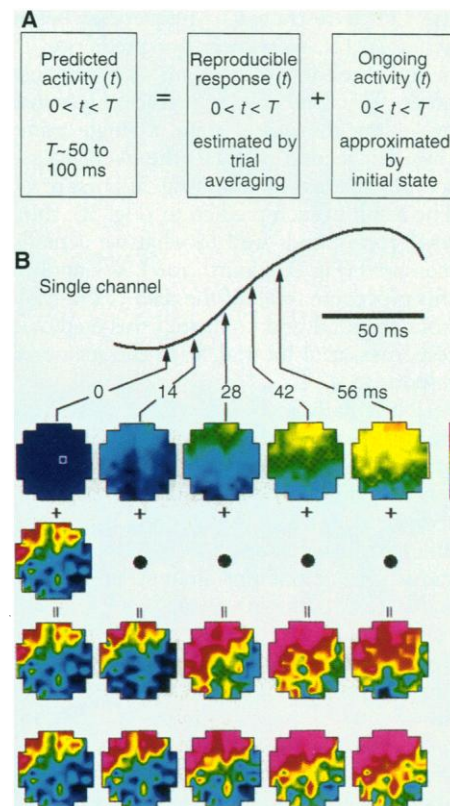 A
Predicted
activity (t)
0 < t < T
T~50 to
100 ms
=
Reproducible
response (t)
0 < t < T
estimated by
trial
averaging
+
Ongoing
activity (t)
0 < t < T
approximated
by
initial state
B
Single channel
50 ms
0 14 28 42 56 ms
+ + + + +
= = = = =